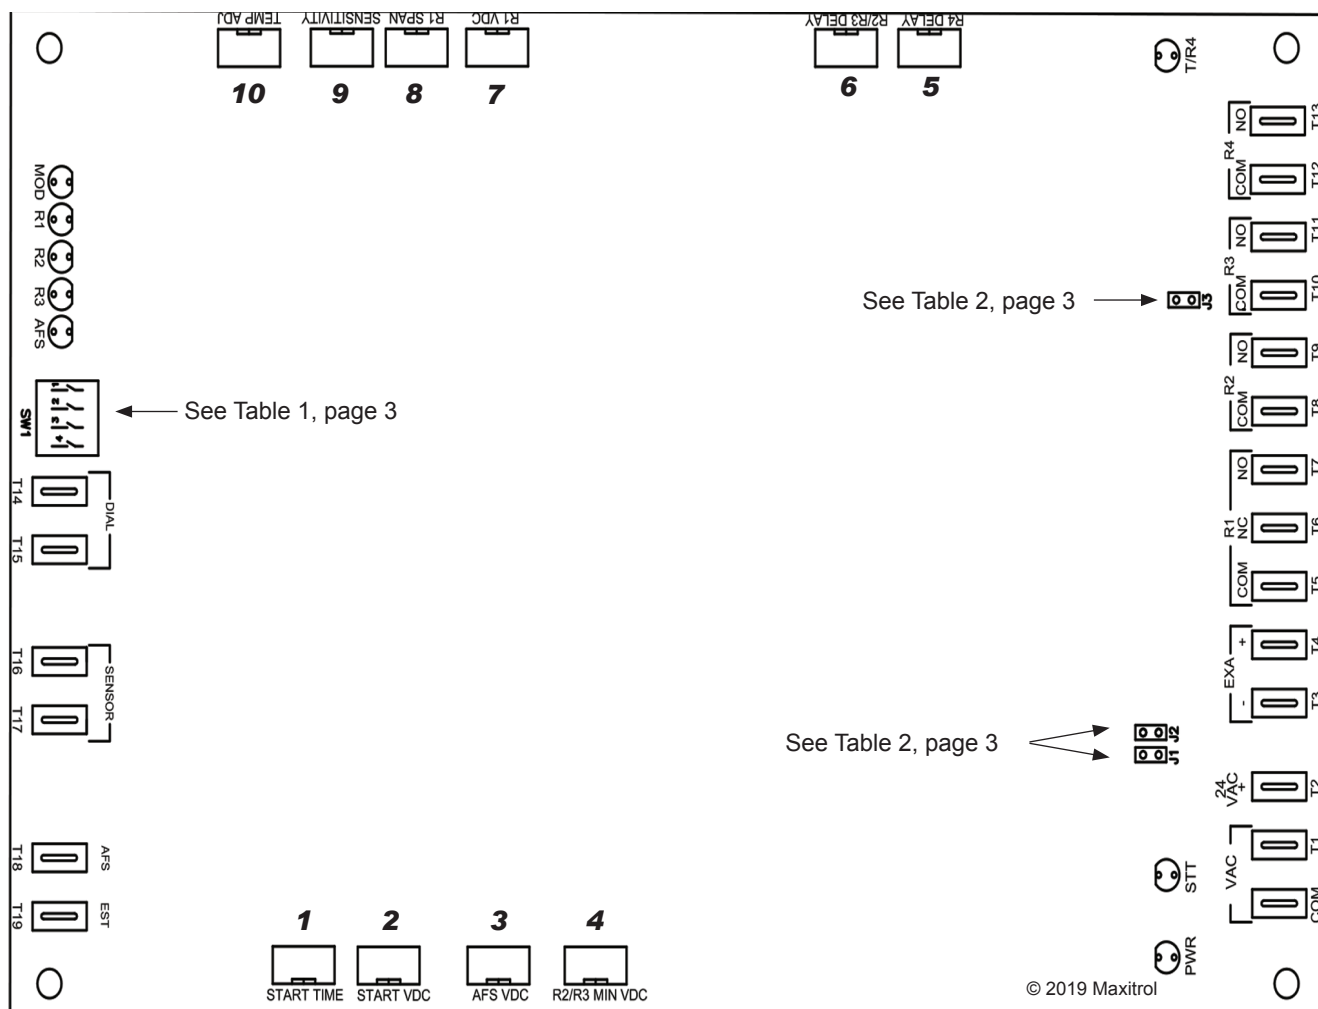 TEMP ADJ
SENSITIVITY
R1 SPAN
R1 VDC
R2/R3 DELAY
R4 DELAY
10
9
8
7
6
5
T/R4
MOD
R1
R2
R3
AFS
SW1
1
2
3
4
See Table 1, page 3
T14
T15
DIAL
T16
T17
SENSOR
T18
AFS
T19
EST
1
2
3
4
START TIME
START VDC
AFS VDC
R2/R3 MIN VDC
NO
T13
R4
COM
T12
NO
T11
R3
COM
T10
See Table 2, page 3
J3
NO
T9
R2
COM
T8
NO
T7
R1
NC
T6
COM
T5
+
T4
EXA
-
T3
See Table 2, page 3
J2
J1
24
VAC
+
T2
T1
VAC
COM
STT
PWR
© 2019 Maxitrol